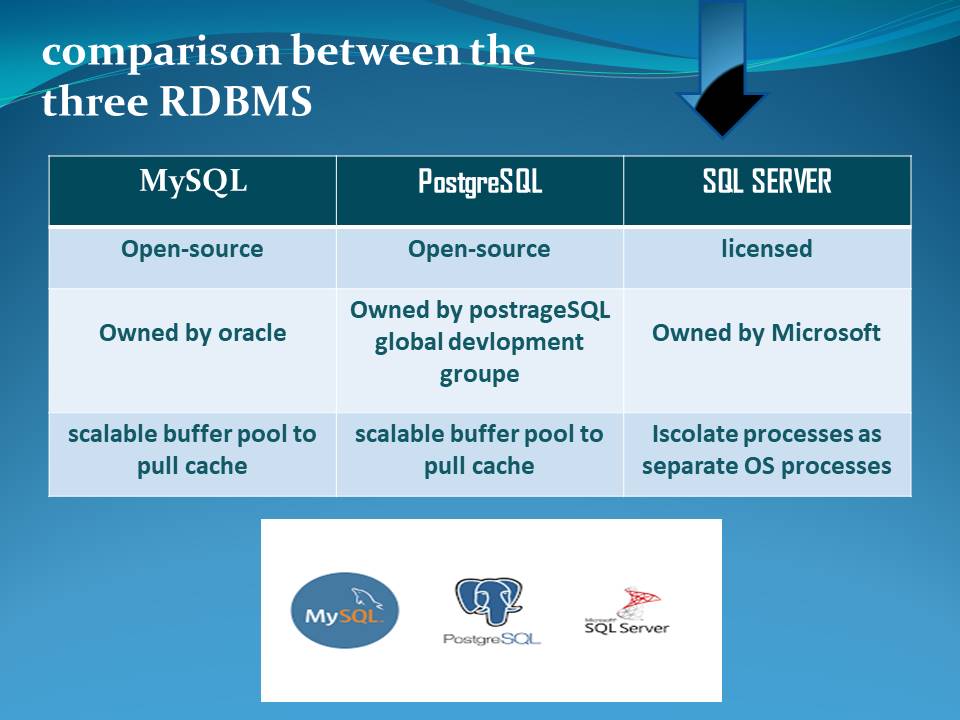 comparison between the
three RDBMS
MySQL
PostgreSQL
SQL SERVER
Open-source
Open-source
licensed
Owned by oracle
Owned by postrageSQL
global devlopment
groupe
Owned by Microsoft
scalable buffer pool to
pull cache
scalable buffer pool to
pull cache
Iscolate processes as
separate OS processes
MySQL
PostgreSQL
Microsoft
SQL Server